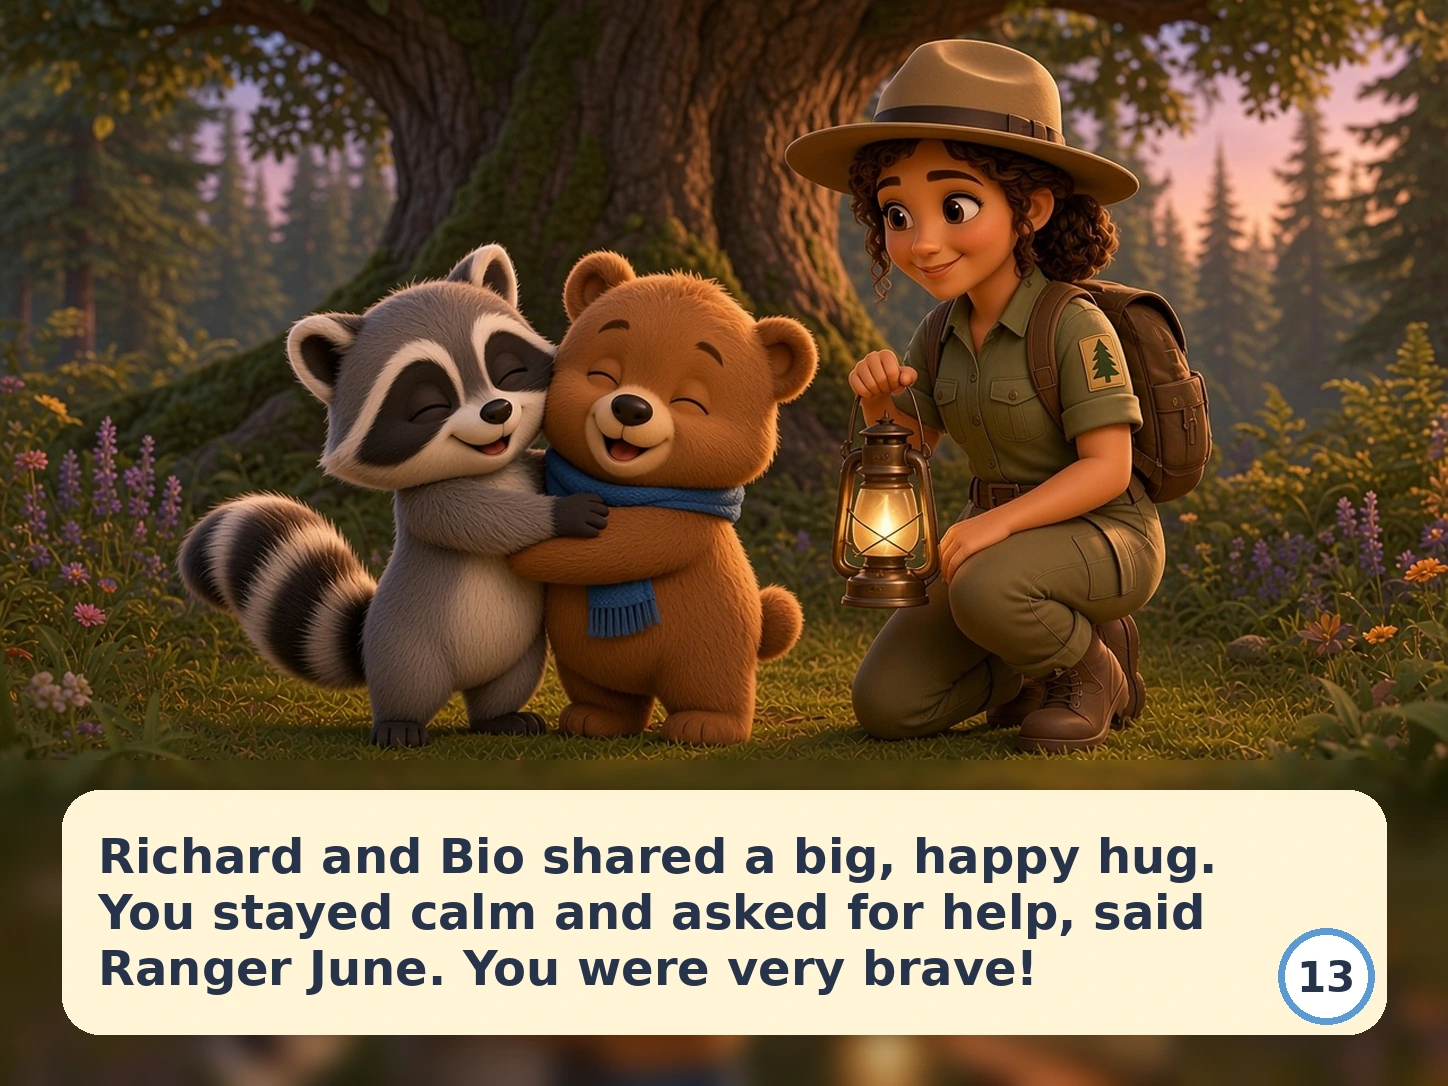 Richard and Bio shared a big, happy hug.
You stayed calm and asked for help, said
Ranger June. You were very brave!
13